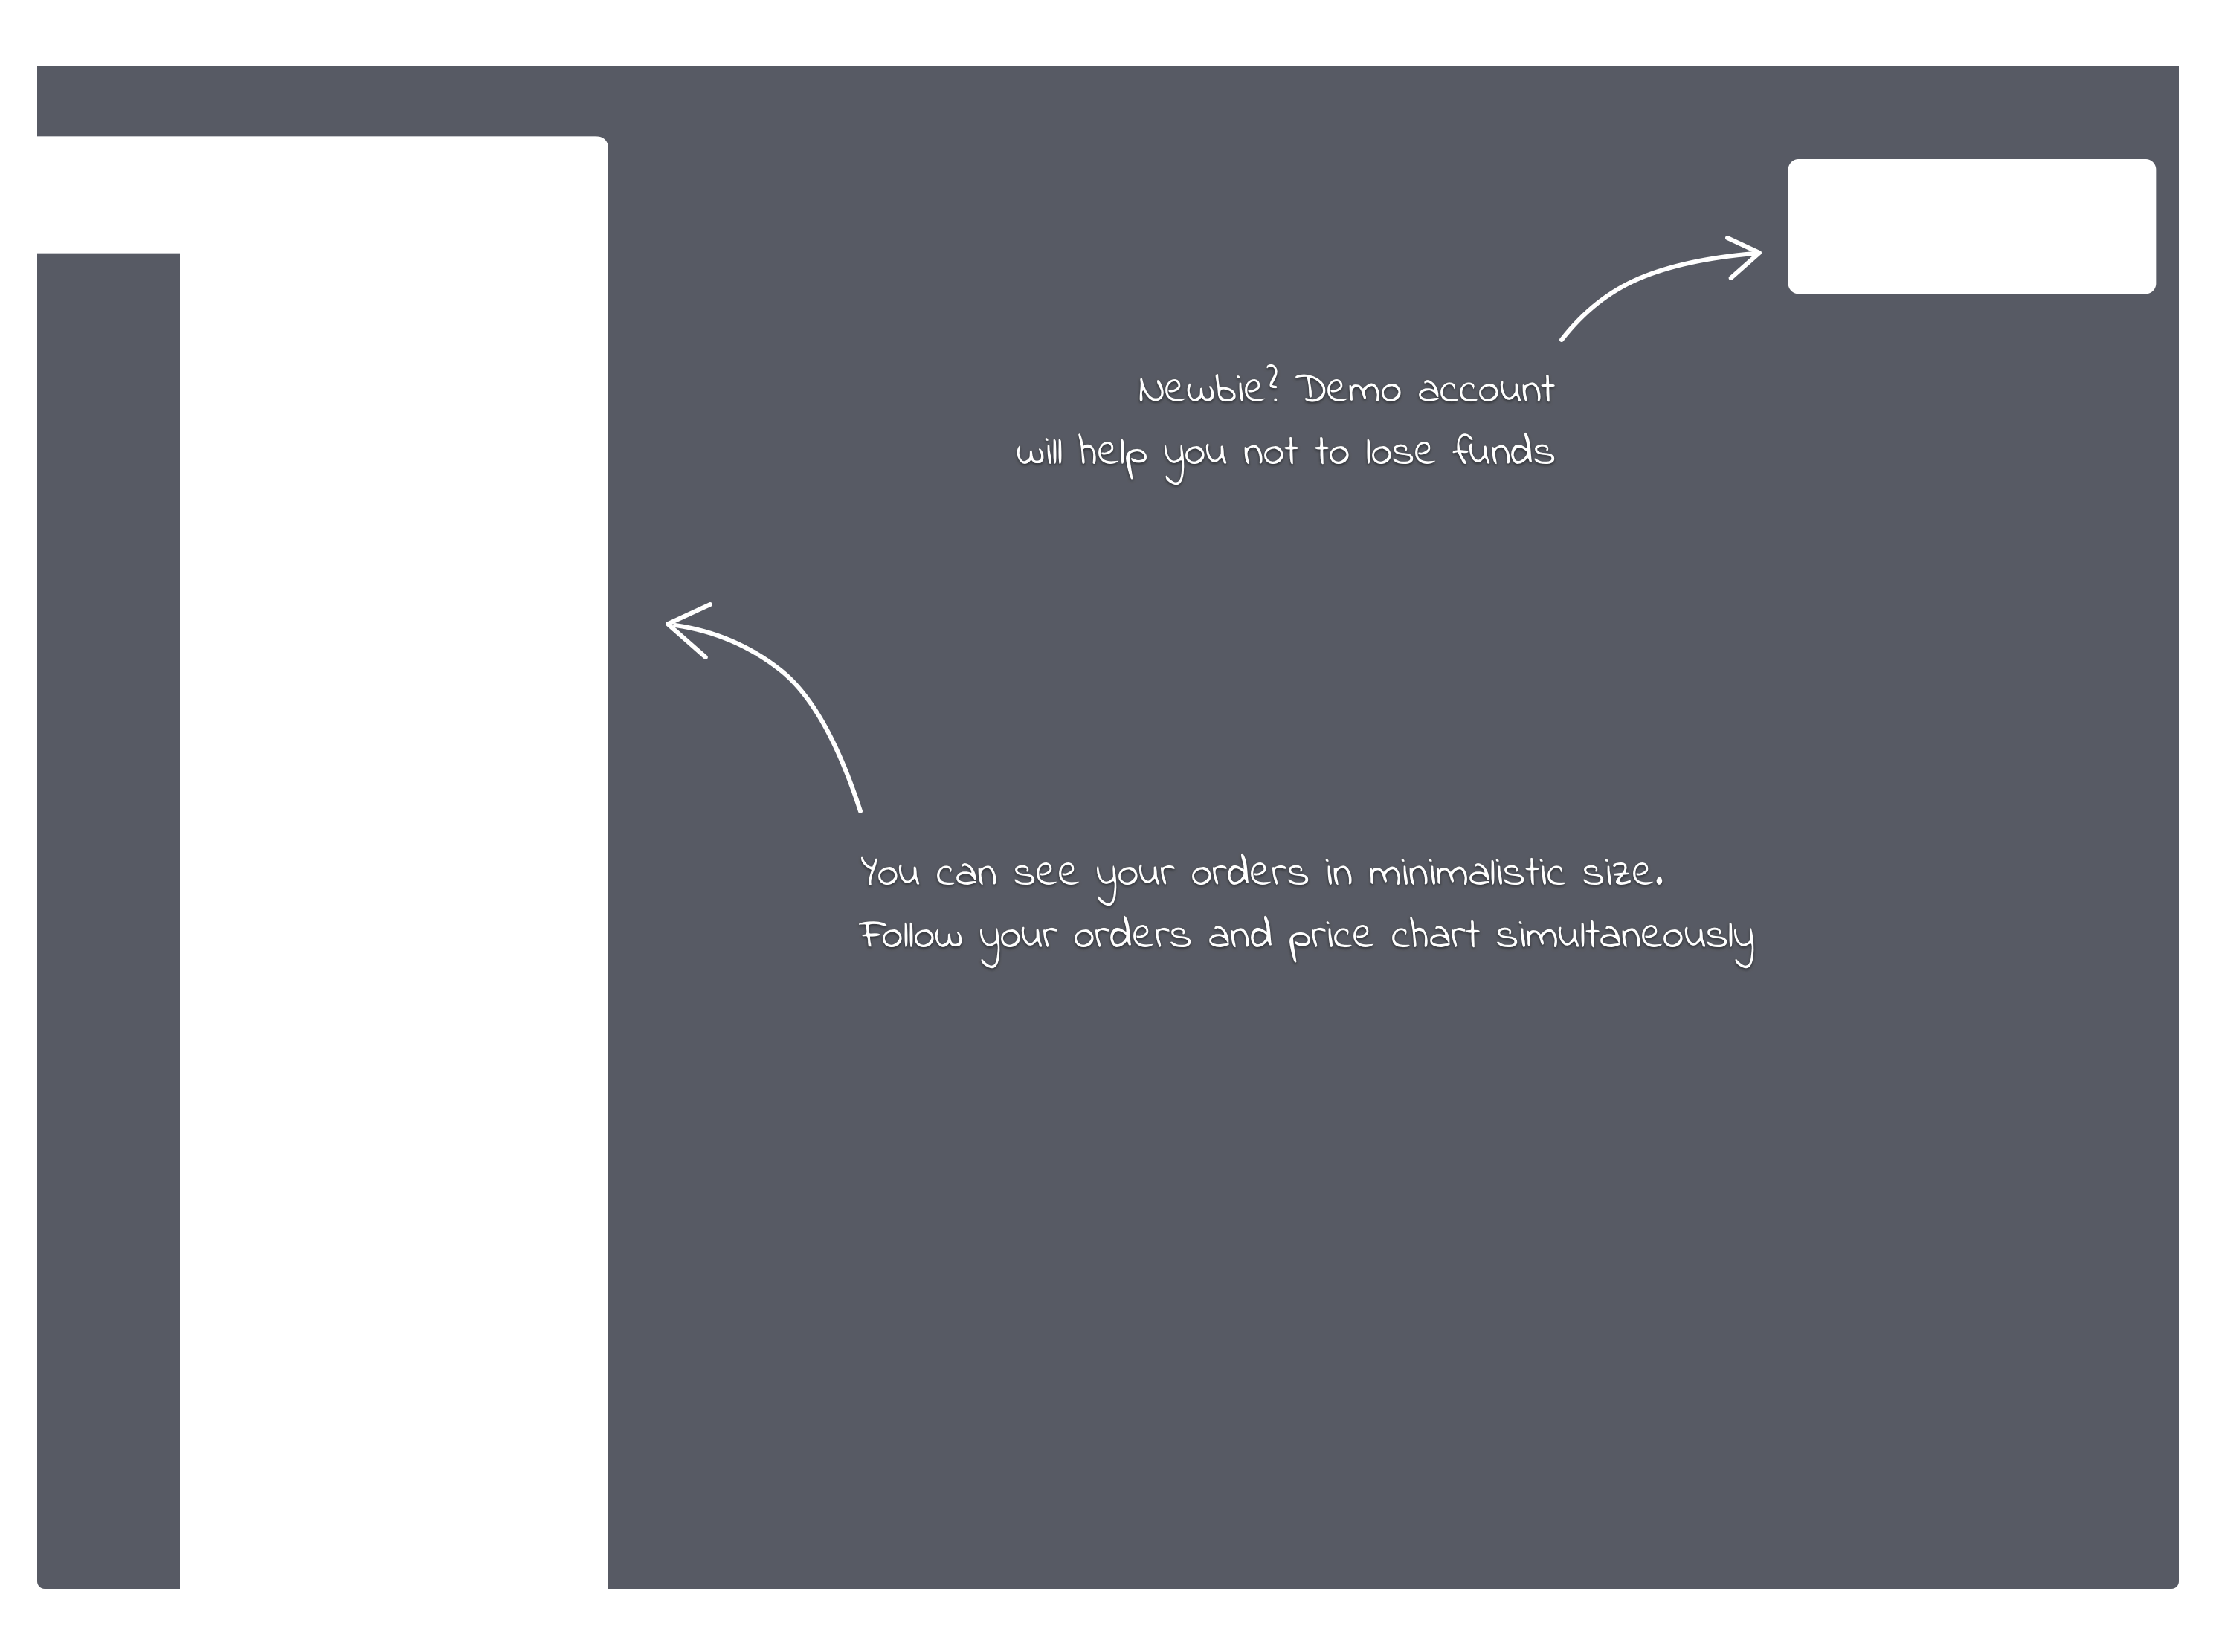 Newbie? Demo account
will help you not to lose funds
You can see your orders in minimalistic size.
Follow your orders and price chart simultaneously